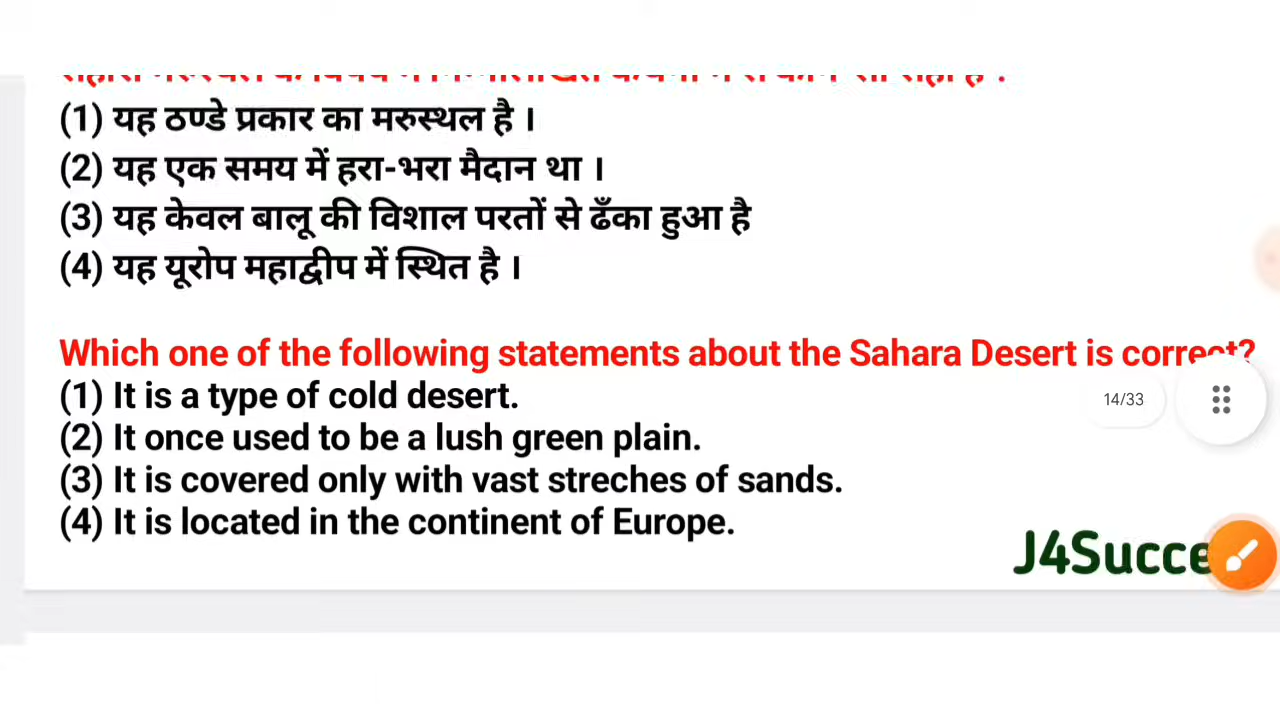 (1) यह ठण्डे प्रकार का मरुस्थल है ।
(2) यह एक समय में हरा-भरा मैदान था ।
(3) यह केवल बालू की विशाल परतों से ढँका हुआ है
(4) यह यूरोप महाद्वीप में स्थित है ।
Which one of the following statements about the Sahara Desert is correct?
(1) It is a type of cold desert.
14/33
(2) It once used to be a lush green plain.
(3) It is covered only with vast streches of sands.
(4) It is located in the continent of Europe.
J4Succe